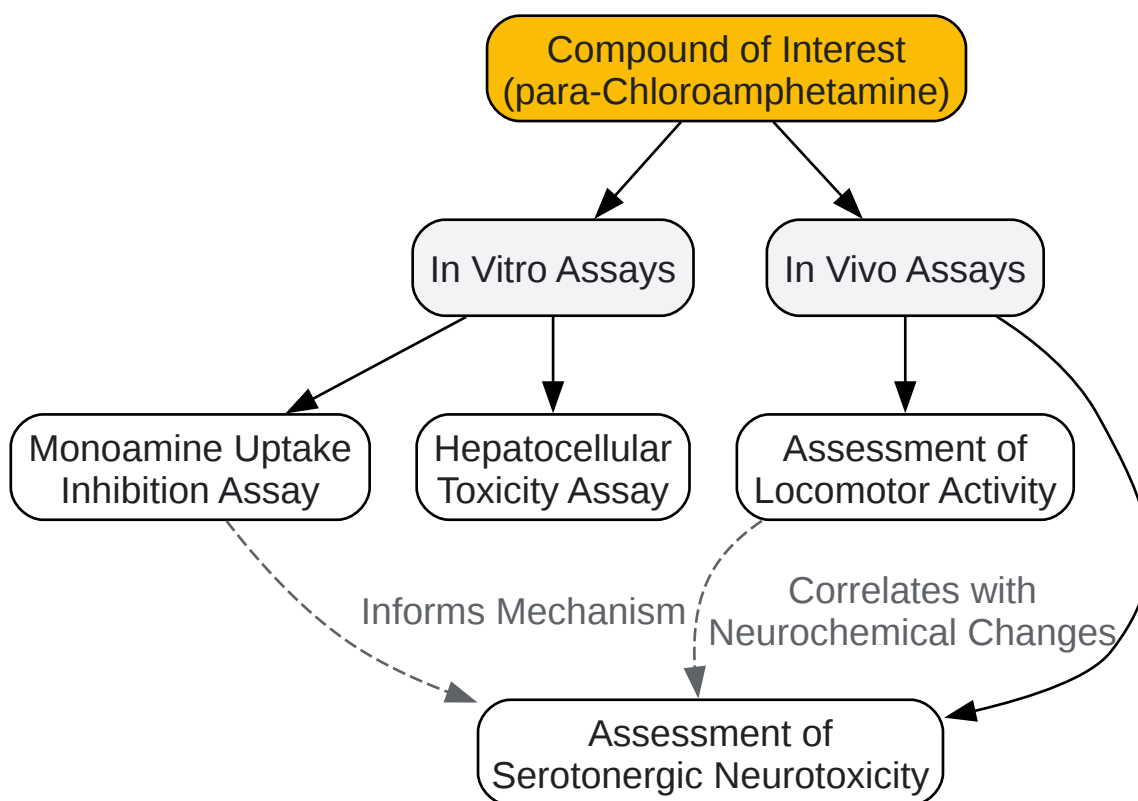 Compound of Interest
(para-Chloroamphetamine)
In Vitro Assays
In Vivo Assays
Monoamine Uptake
Inhibition Assay
Hepatocellular
Toxicity Assay
Assessment of
Locomotor Activity
Informs Mechanism
Correlates with
Neurochemical Changes
Assessment of
Serotonergic Neurotoxicity